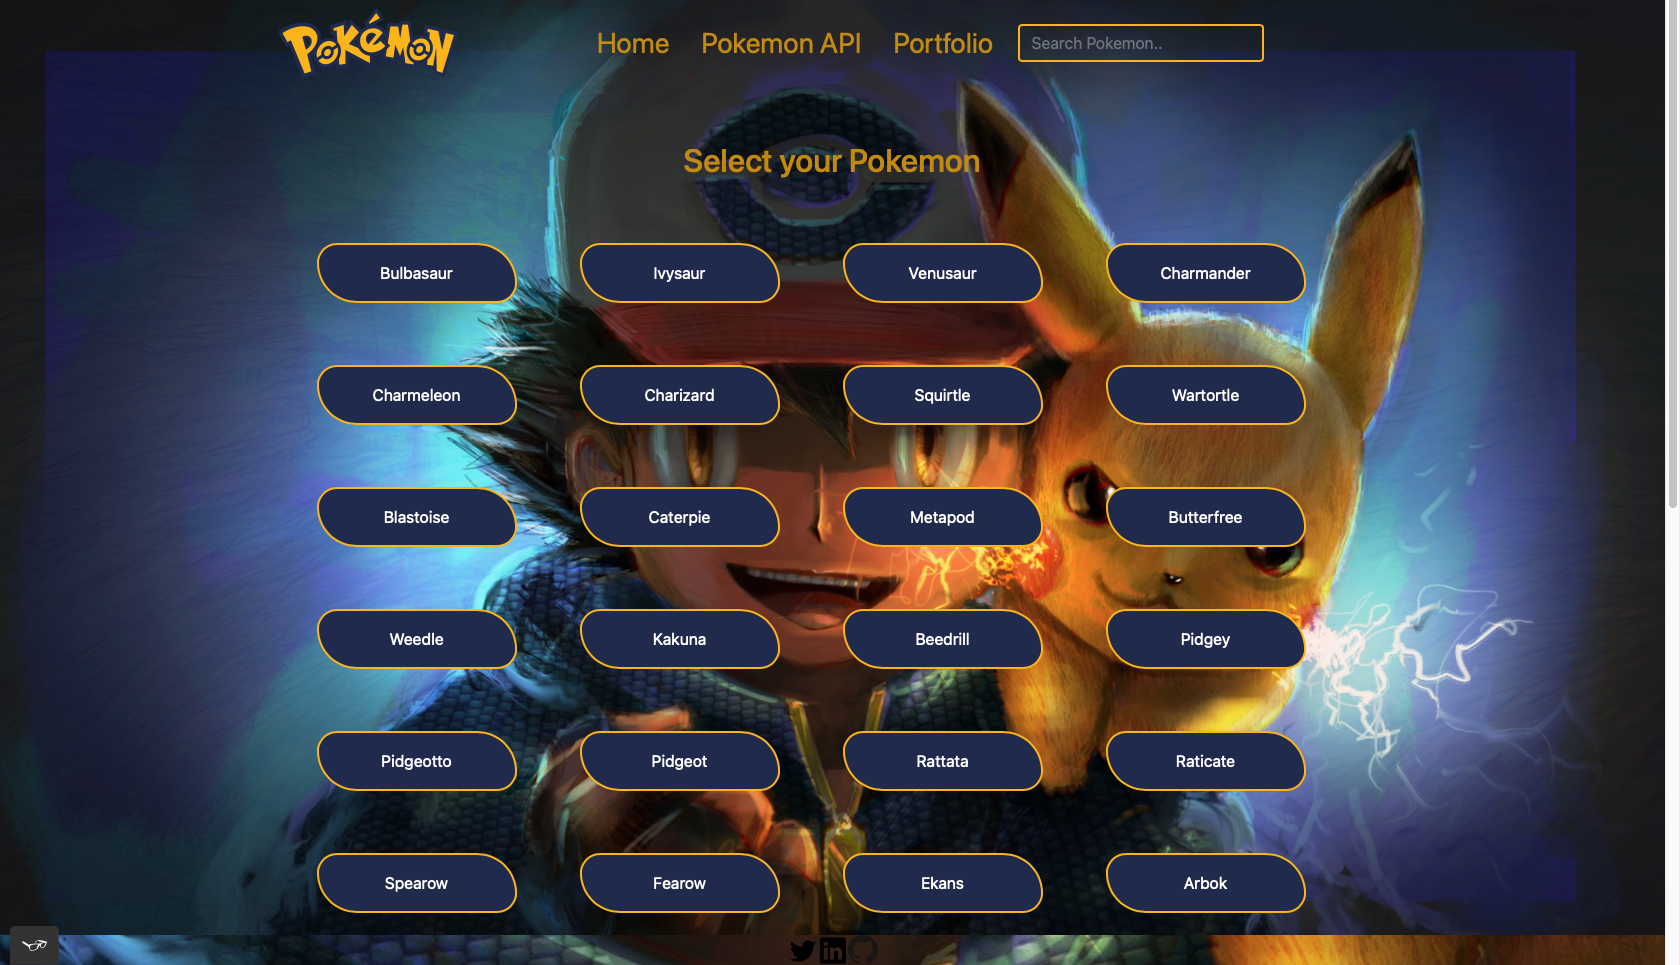 POKéMON
Home Pokemon API Portfolio Search Pokemon..
Select your Pokemon
Bulbasaur Ivysaur Venusaur Charmander
Charmeleon Charizard Squirtle Wartortle
Blastoise Caterpie Metapod Butterfree
Weedle Kakuna Beedrill Pidgey
Pidgeotto Pidgeot Rattata Raticate
Spearow Fearow Ekans Arbok
in